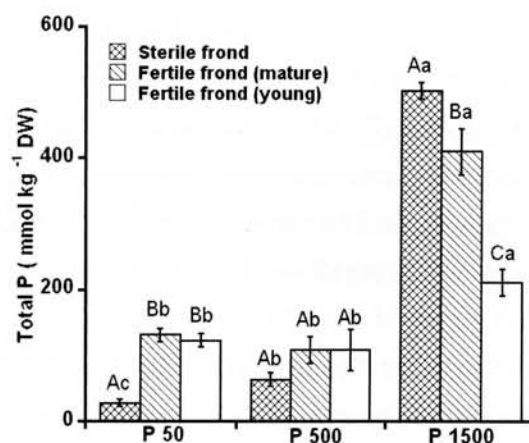 600
Sterile frond
Fertile frond (mature)
Fertile frond (young)
Aa
Ba
400
Ca
Total P ( mmol kg -1 DW)
200
Bb Bb
Ab Ab
Ab
Ac
0
P 50 P 500 P 1500